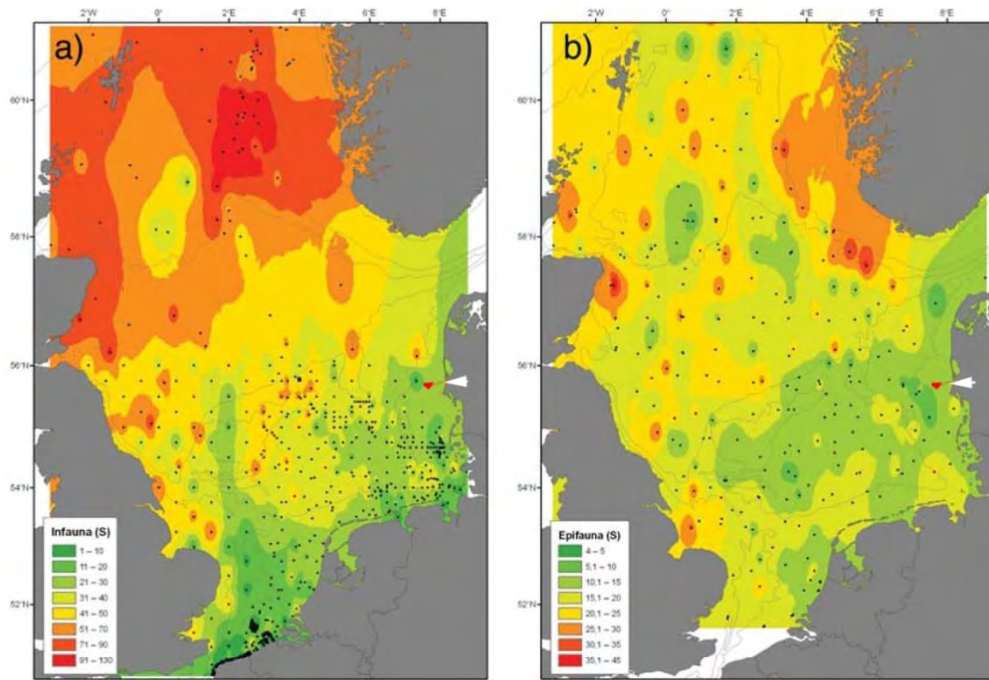 2°W 0° 2°E 4°E 6°E 8°E
2°W 0° 2°E 4°E 6°E 8°E
a)
b)
60°N
60°N
58°N
58°N
56°N
56°N
54°N
54°N
52°N
52°N
Infauna (S)
1 – 10
11 – 20
21 – 30
31 – 40
41 – 50
51 – 70
71 – 90
91 – 130
Epifauna (S)
4 – 5
5,1 – 10
10,1 – 15
15,1 – 20
20,1 – 25
25,1 – 30
30,1 – 35
35,1 – 45